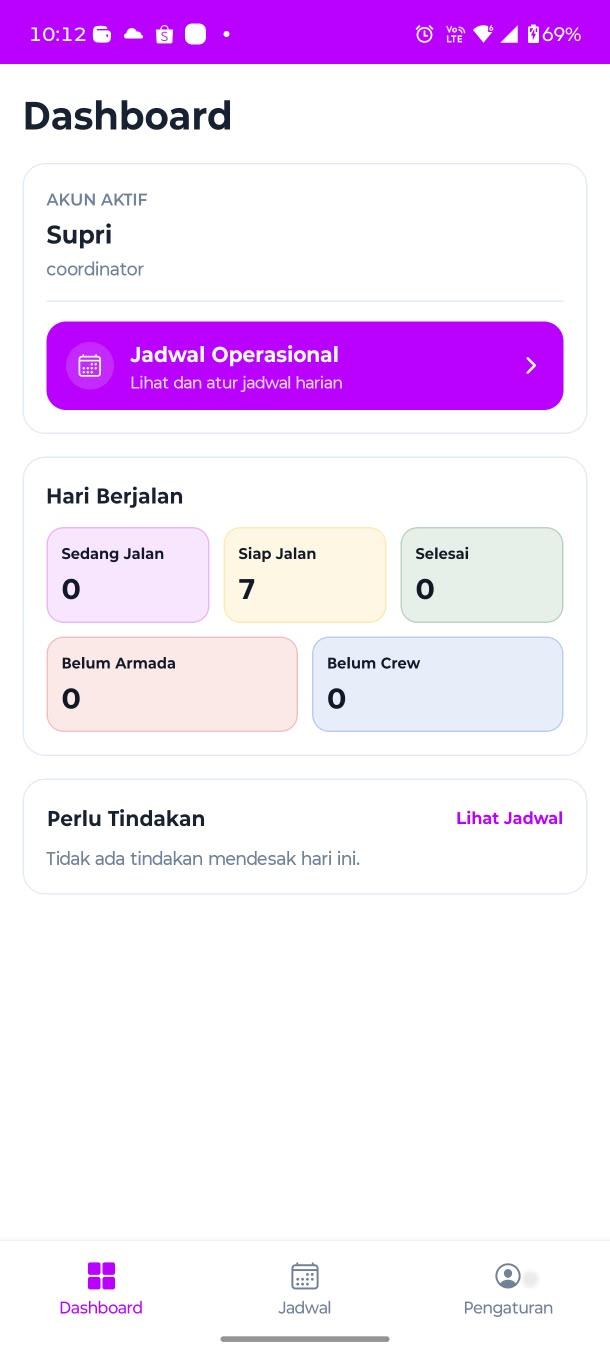 10:12
VoLTE
6
69%
Dashboard
AKUN AKTIF
Supri
coordinator
Jadwal Operasional
Lihat dan atur jadwal harian
Hari Berjalan
Sedang Jalan
0
Siap Jalan
7
Selesai
0
Belum Armada
0
Belum Crew
0
Perlu Tindakan
Lihat Jadwal
Tidak ada tindakan mendesak hari ini.
Dashboard
Jadwal
Pengaturan